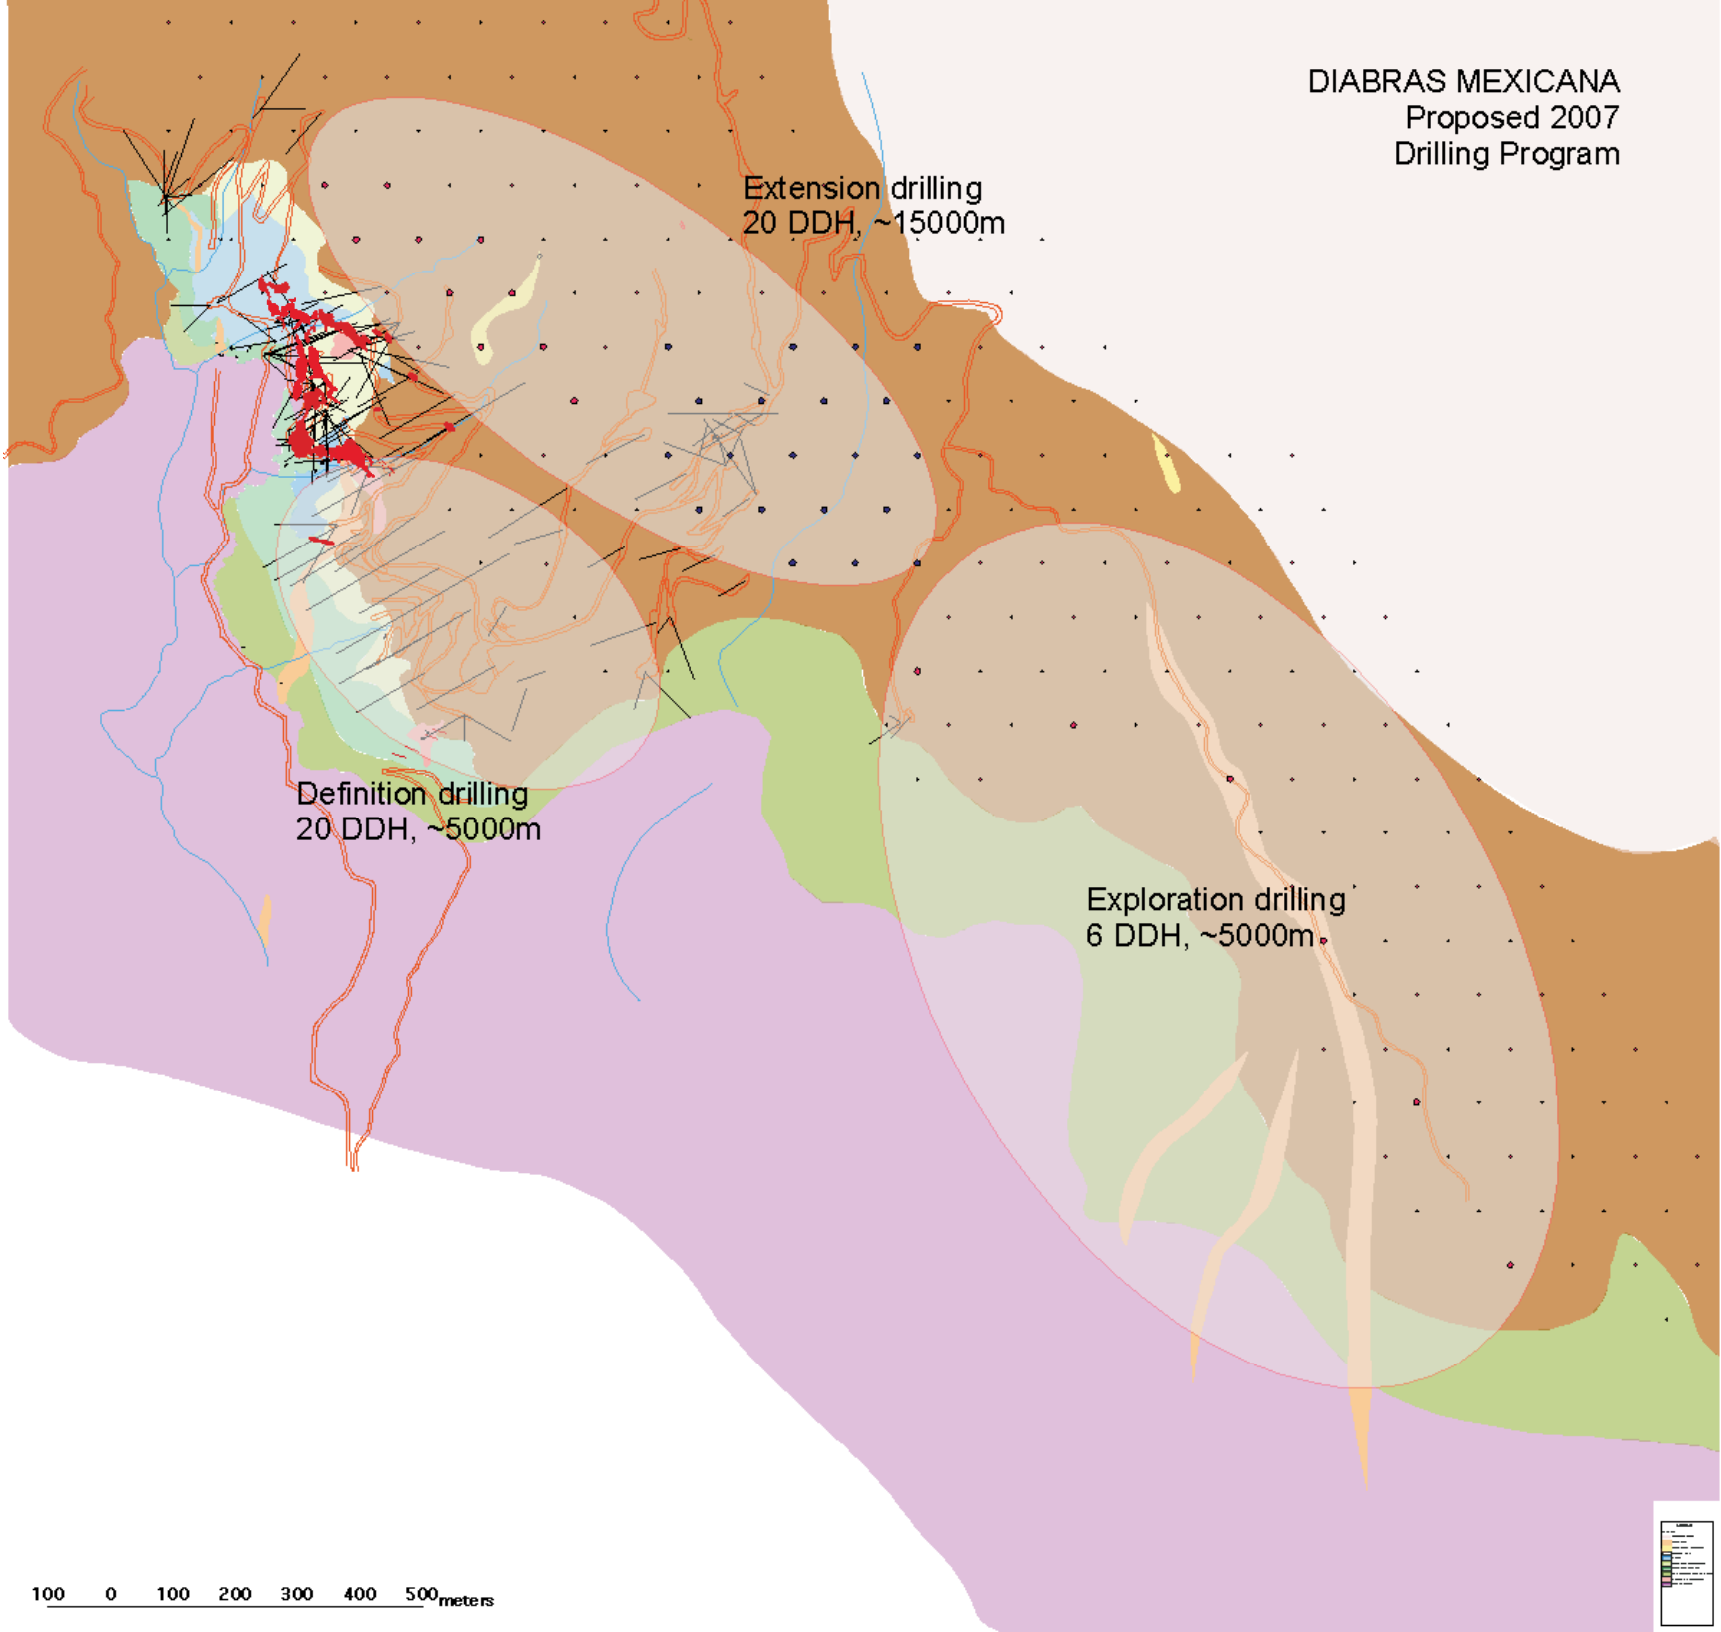 DIABRAS MEXICANA
Proposed 2007
Drilling Program
Extension drilling
20 DDH, ~15000m
Definition drilling
20 DDH, ~5000m
Exploration drilling
6 DDH, ~5000m
100 0 100 200 300 400 500 meters